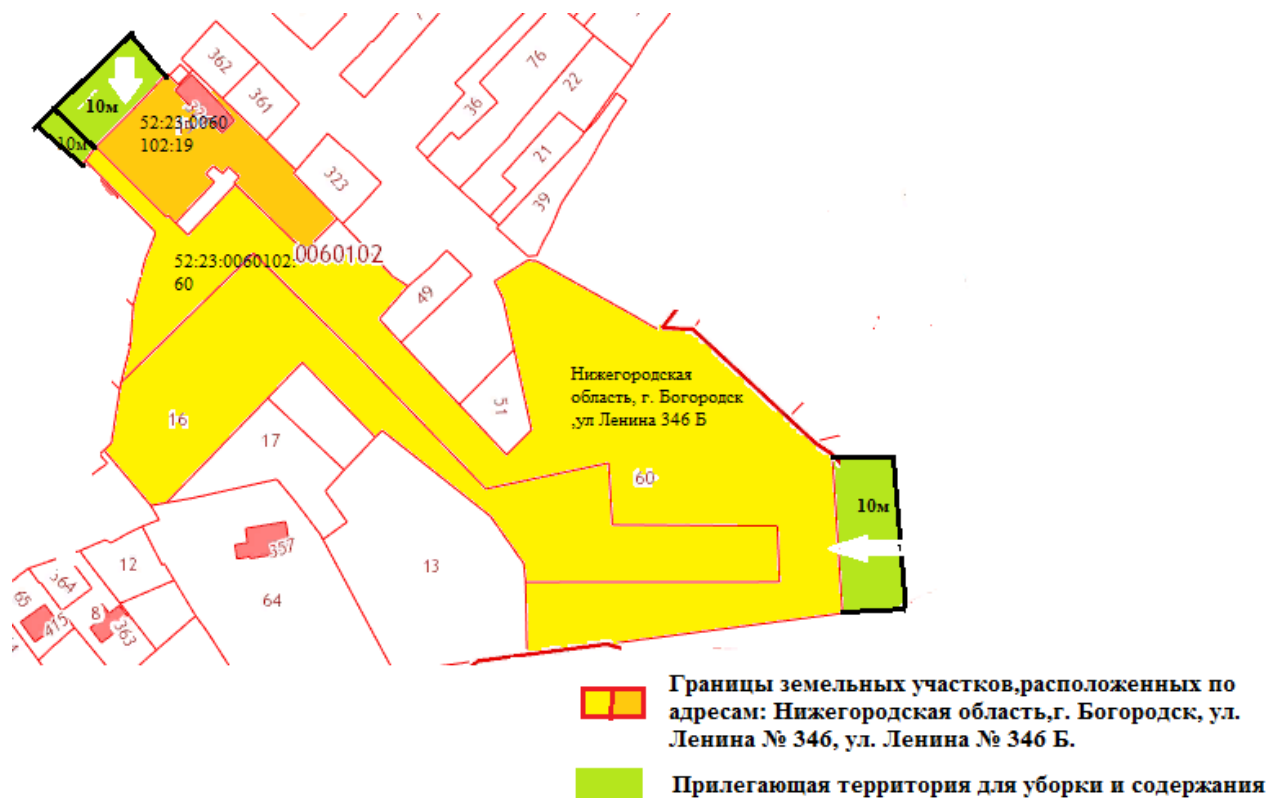 362
361
76
22
36
21
39
10м
10м
52:23:0060
102:19
323
0060102
52:23:0060102:
60
49
51
Нижегородская
область, г. Богородск
,ул Ленина 346 Б
16
17
60
10м
12
357
13
64
364
65
415
8
363
Границы земельных участков,расположенных по
адресам: Нижегородская область,г. Богородск, ул.
Ленина № 346, ул. Ленина № 346 Б.
Прилегающая территория для уборки и содержания